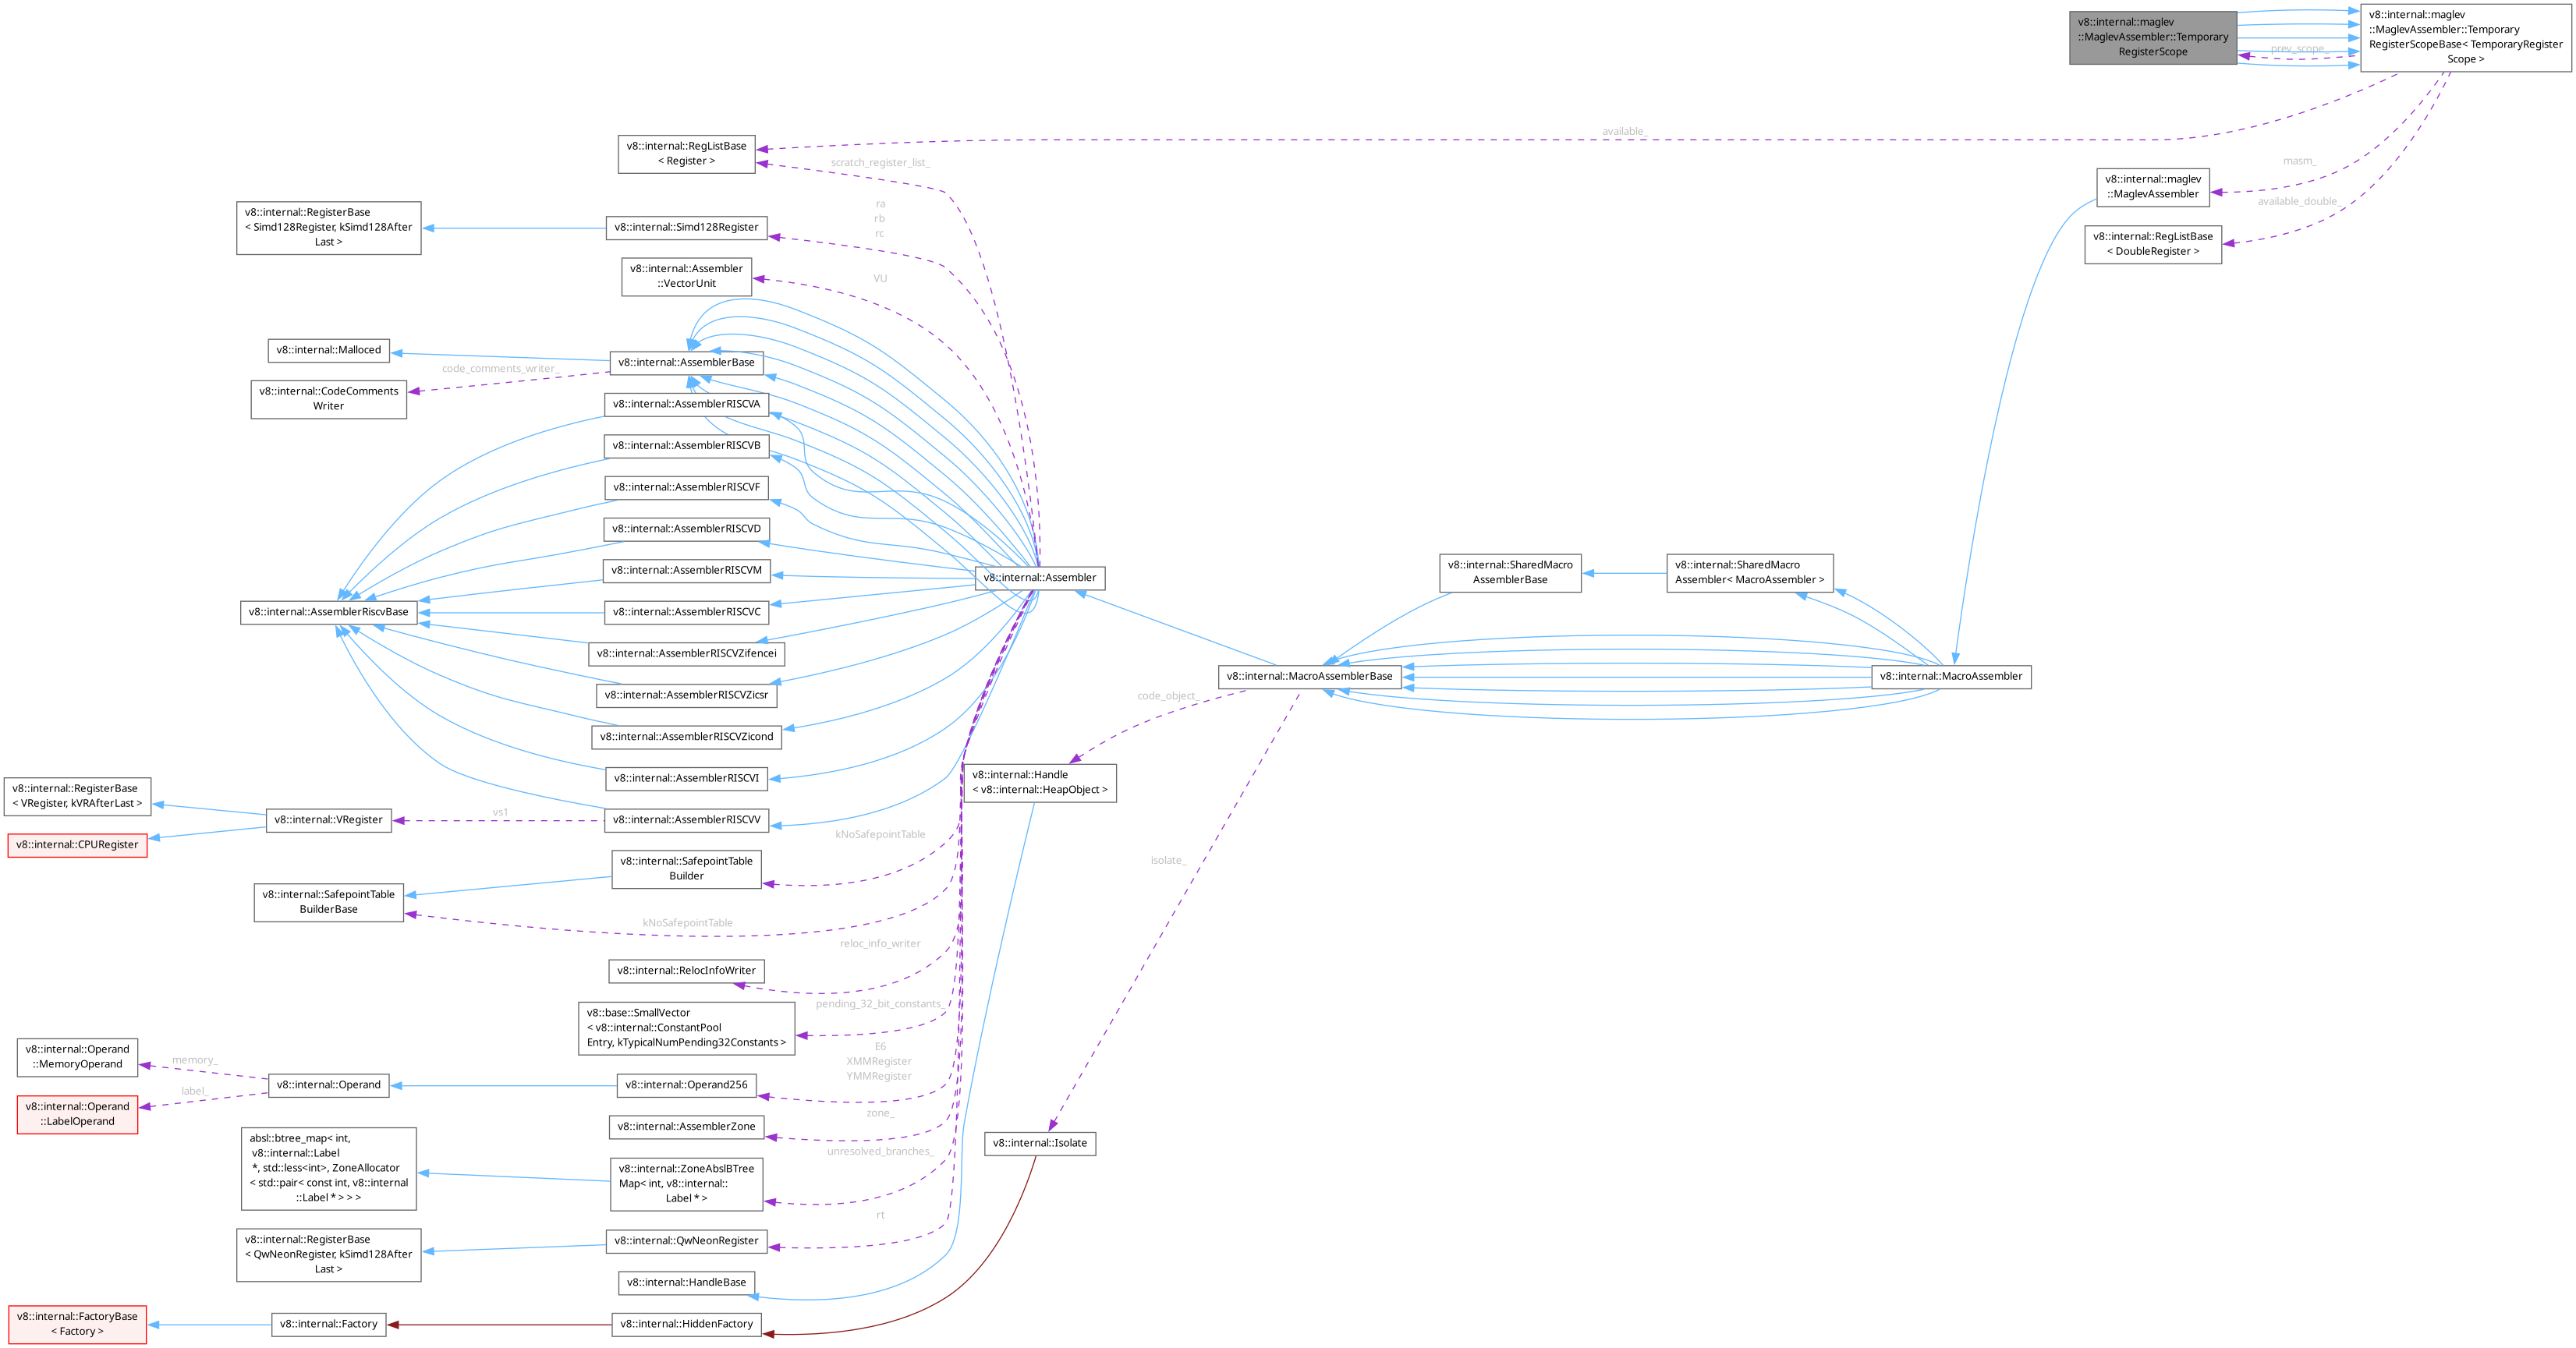 v8::internal::maglev
::MaglevAssembler::Temporary
RegisterScope
v8::internal::maglev
::MaglevAssembler::Temporary
RegisterScopeBase< TemporaryRegister
Scope >
prev_scope_
available_
v8::internal::RegListBase
< Register >
scratch_register_list_
masm_
v8::internal::maglev
::MaglevAssembler
available_double_
v8::internal::RegListBase
< DoubleRegister >
v8::internal::RegisterBase
< Simd128Register, kSimd128After
Last >
v8::internal::Simd128Register
ra
rb
rc
v8::internal::Assembler
::VectorUnit
VU
v8::internal::Malloced
v8::internal::AssemblerBase
code_comments_writer_
v8::internal::CodeComments
Writer
v8::internal::AssemblerRISCVA
v8::internal::AssemblerRISCVB
v8::internal::AssemblerRISCVF
v8::internal::AssemblerRISCVD
v8::internal::AssemblerRISCVM
v8::internal::AssemblerRISCVC
v8::internal::AssemblerRiscvBase
v8::internal::AssemblerRISCVZifencei
v8::internal::AssemblerRISCVZicsr
v8::internal::AssemblerRISCVZicond
v8::internal::AssemblerRISCVI
v8::internal::AssemblerRISCVV
v8::internal::Assembler
v8::internal::SharedMacro
AssemblerBase
v8::internal::SharedMacro
Assembler< MacroAssembler >
v8::internal::MacroAssemblerBase
v8::internal::MacroAssembler
code_object_
v8::internal::Handle
< v8::internal::HeapObject >
isolate_
v8::internal::RegisterBase
< VRegister, kVRAfterLast >
v8::internal::CPURegister
v8::internal::VRegister
vs1
kNoSafepointTable
v8::internal::SafepointTable
Builder
v8::internal::SafepointTable
BuilderBase
kNoSafepointTable
reloc_info_writer
v8::internal::RelocInfoWriter
pending_32_bit_constants_
v8::base::SmallVector
< v8::internal::ConstantPool
Entry, kTypicalNumPending32Constants >
v8::internal::Operand
::MemoryOperand
memory_
v8::internal::Operand
::LabelOperand
label_
v8::internal::Operand
v8::internal::Operand256
E6
XMMRegister
YMMRegister
v8::internal::AssemblerZone
zone_
v8::internal::Isolate
absl::btree_map< int,
v8::internal::Label
*, std::less<int>, ZoneAllocator
< std::pair< const int, v8::internal
::Label * > > >
v8::internal::ZoneAbslBTree
Map< int, v8::internal::
Label * >
unresolved_branches_
v8::internal::RegisterBase
< QwNeonRegister, kSimd128After
Last >
v8::internal::QwNeonRegister
rt
v8::internal::HandleBase
v8::internal::FactoryBase
< Factory >
v8::internal::Factory
v8::internal::HiddenFactory